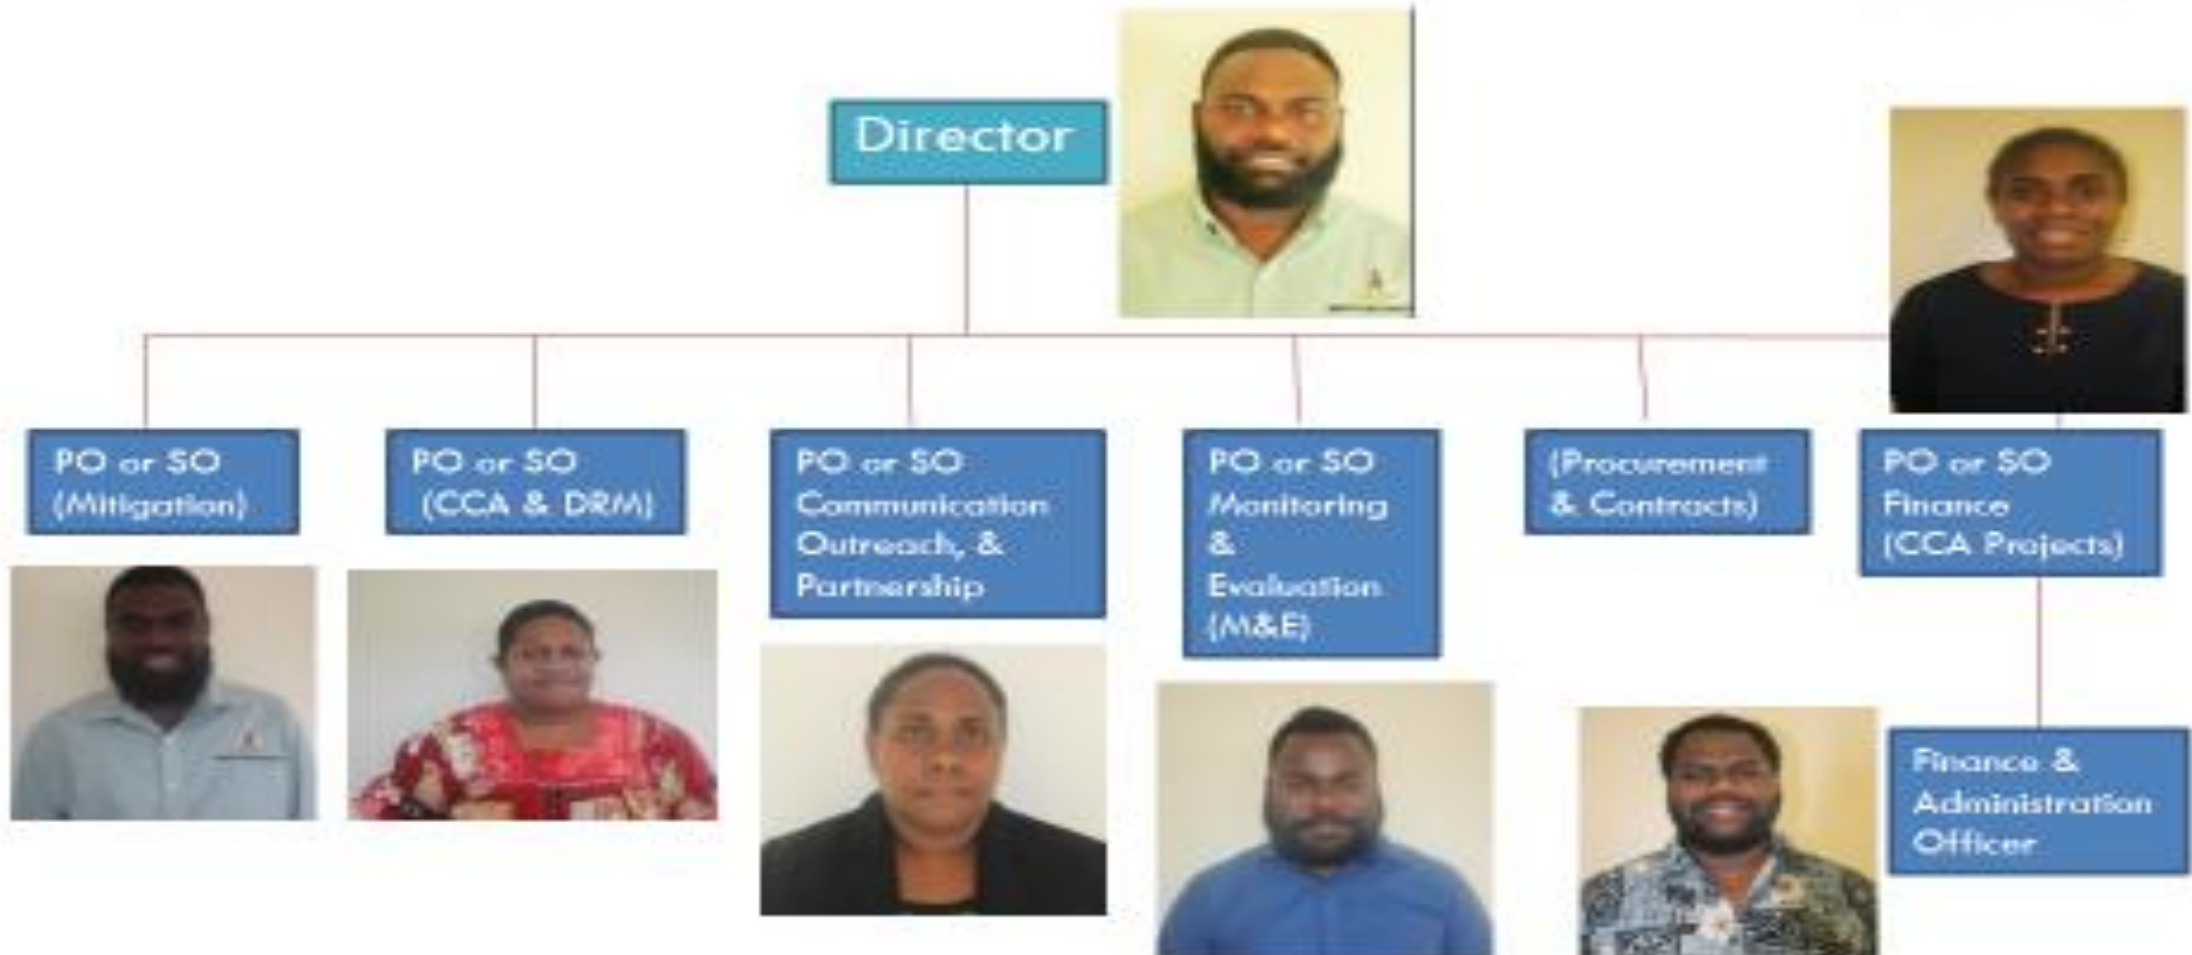 Director
PO or SO
(Mitigation)
PO or SO
(CCA & DRM)
PO or SO
Communication
Outreach, &
Partnership
PO or SO
Monitoring
&
Evaluation
(M&E)
(Procurement
& Contracts)
PO or SO
Finance
(CCA Projects)
Finance &
Administration
Officer